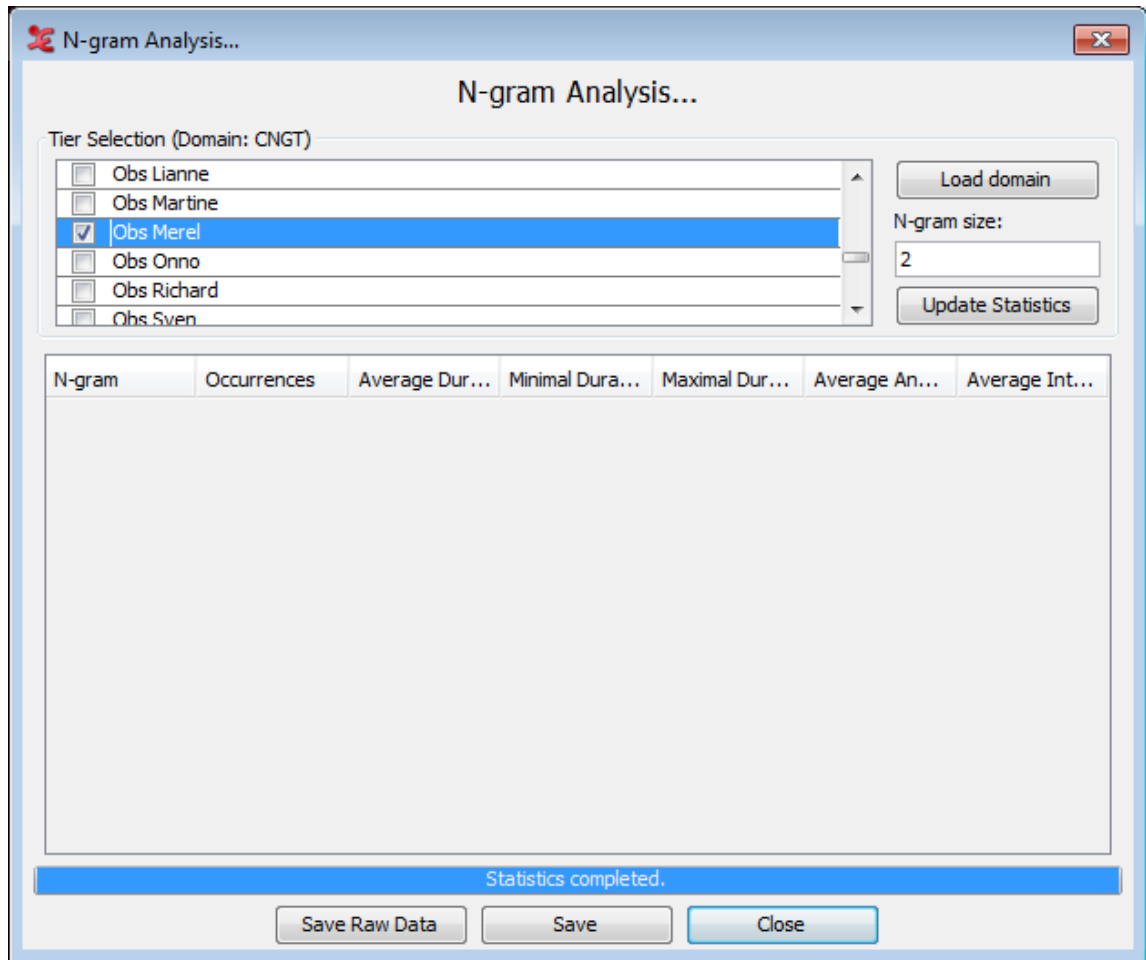 N-gram Analysis...
N-gram Analysis...
Tier Selection (Domain: CNGT)
Obs Lianne
Obs Martine
Obs Merel
Obs Onno
Obs Richard
Obs Sven
Load domain
N-gram size:
2
Update Statistics
N-gram Occurrences Average Dur... Minimal Dura... Maximal Dur... Average An... Average Int...
Statistics completed.
Save Raw Data Save Close